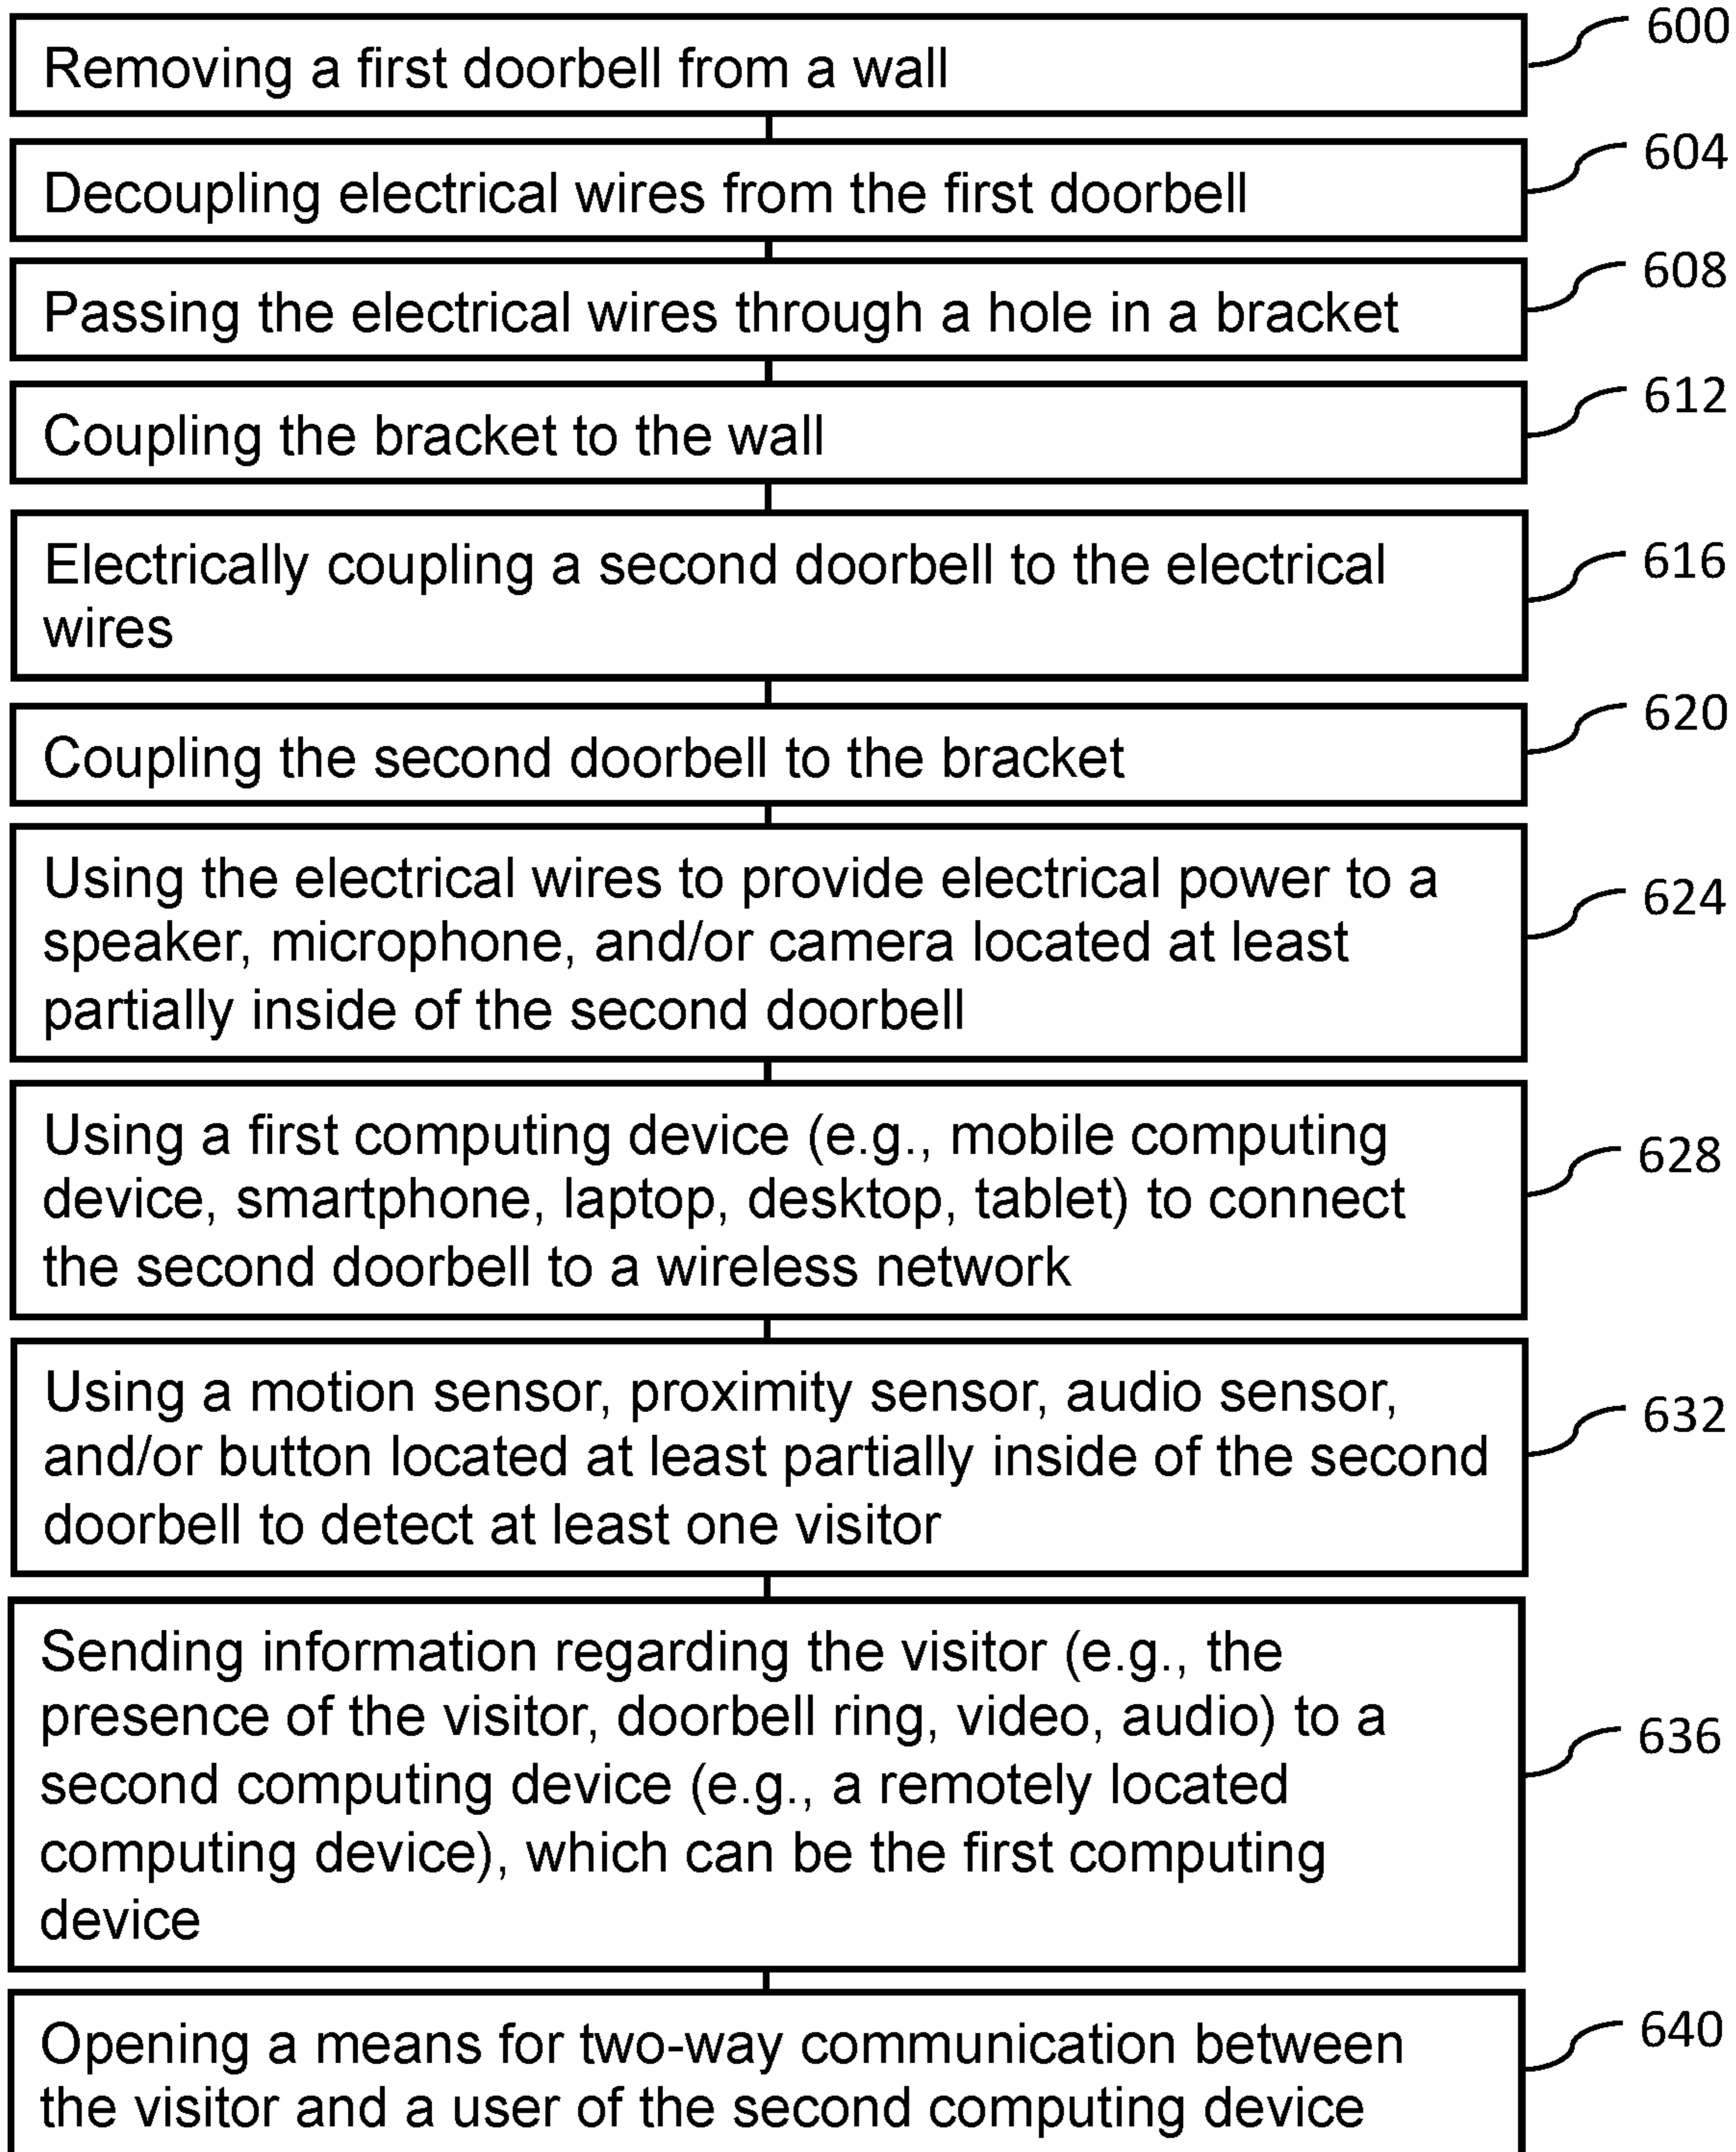 Removing a first doorbell from a wall
600
Decoupling electrical wires from the first doorbell
604
Passing the electrical wires through a hole in a bracket
608
Coupling the bracket to the wall
612
Electrically coupling a second doorbell to the electrical
wires
616
Coupling the second doorbell to the bracket
620
Using the electrical wires to provide electrical power to a
speaker, microphone, and/or camera located at least
partially inside of the second doorbell
624
Using a first computing device (e.g., mobile computing
device, smartphone, laptop, desktop, tablet) to connect
the second doorbell to a wireless network
628
Using a motion sensor, proximity sensor, audio sensor,
and/or button located at least partially inside of the second
doorbell to detect at least one visitor
632
Sending information regarding the visitor (e.g., the
presence of the visitor, doorbell ring, video, audio) to a
second computing device (e.g., a remotely located
computing device), which can be the first computing
device
636
Opening a means for two-way communication between
the visitor and a user of the second computing device
640